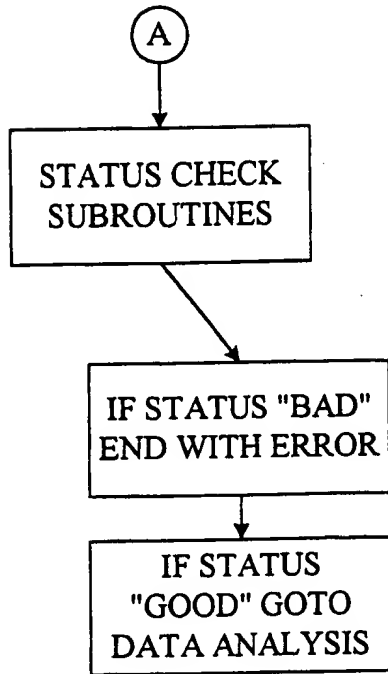 A
STATUS CHECK
SUBROUTINES
IF STATUS "BAD"
END WITH ERROR
IF STATUS
"GOOD" GOTO
DATA ANALYSIS